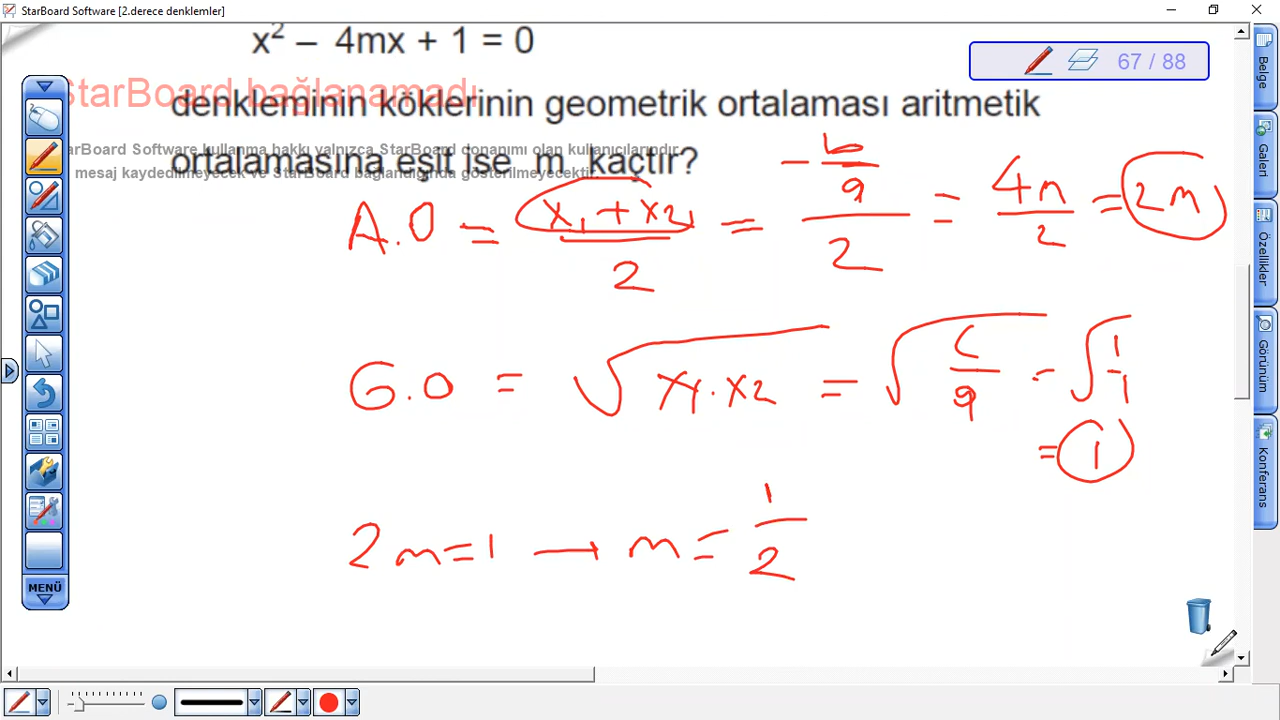 StarBoard Software [2.derece denklemler]
x² – 4mx + 1 = 0
67 / 88
StarBoard bağlanamadı
denkleminin köklerinin geometrik ortalaması aritmetik
StarBoard Software kullanma hakkı yalnızca StarBoard donanımı olan kullanıcılarındır.
ortalamasına eşit ise m kaçtır?
mesaj kaydedilmeyecek ve StarBoard bağlandığında gösterilmeyecektir.
A.O = (x₁ + x₂)/2 = (-b/a)/2 = 4m/2 = 2m
G.O = √(x₁.x₂) = √(c/a) = √(1/1)
= 1
2m=1 → m = 1/2
MENÜ
Belge
Galeri
Özellikler
Görünüm
Konferans